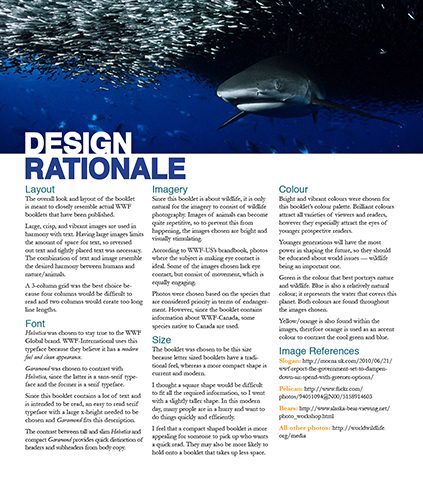 DESIGN
RATIONALE
Layout
The overall look and layout of the booklet
is meant to closely resemble actual WWF
booklets that have been published.
Large, crisp, and vibrant images are used in
harmony with text. Having large images limits
the amount of space for text, so reversed
out text and tightly placed text was necessary.
The combination of text and image resemble
the desired harmony between humans and
nature/animals.
A 3-column grid was the best choice be-
cause four columns would be difficult to
read and two columns would create too long
line lengths.
Font
Helvetica was chosen to stay true to the WWF
Global brand. WWF-International uses this
typeface because they believe it has a modern
feel and clean appearance.
Garamond was chosen to contrast with
Helvetica, since the latter is a sans-serif type-
face and the former is a serif typeface.
Since this booklet contains a lot of text and
is intended to be read, an easy to read serif
typeface with a large x-height needed to be
chosen and Garamond fits this description.
The contrast between tall and slim Helvetica and
compact Garamond provides quick distinction of
headers and subheaders from body copy.
Imagery
Since this booklet is about wildlife, it is only
natural for the imagery to consist of wildlife
photography. Images of animals can become
quite repetitive, so to prevent this from
happening, the images chosen are bright and
visually stimulating.
According to WWF-US's brandbook, photos
where the subject is making eye contact is
ideal. Some of the images chosen lack eye
contact, but consist of movement, which is
equally engaging.
Photos were chosen based on the species that
are considered priority in terms of endanger-
ment. However, since the booklet contains
information about WWF-Canada, some
species native to Canada are used.
Size
The booklet was chosen to be this size
because letter sized booklets have a tradi-
tional feel, whereas a more compact shape is
current and modern.
I thought a square shape would be difficult
to fit all the required information, so I went
with a slightly taller shape. In this modern
day, many people are in a hurry and want to
do things quickly and efficiently.
I feel that a compact shaped booklet is more
appealing for someone to pick up who wants
a quick read. They may also be more likely to
hold onto a booklet that takes up less space.
Colour
Bright and vibrant colours were chosen for
this booklet's colour palette. Brilliant colours
attract all varieties of viewers and readers,
however they especially attract the eyes of
younger prospective readers.
Younger generations will have the most
power in shaping the future, so they should
be educated about world issues — wildlife
being an important one.
Green is the colour that best portrays nature
and wildlife. Blue is also a relatively natural
colour; it represents the water that covers this
planet. Both colours are found throughout
the images chosen.
Yellow/orange is also found within the
images, therefore orange is used as an accent
colour to contrast the cool green and blue.
Image References
Slogan:
Pelican: http://www.flickr.com/
photos/94051094@N00/5158914603
Bears: http://www.alaska-bear-viewing.net/
photo_workshop.html
All other photos: http://worldwildlife
.org/media